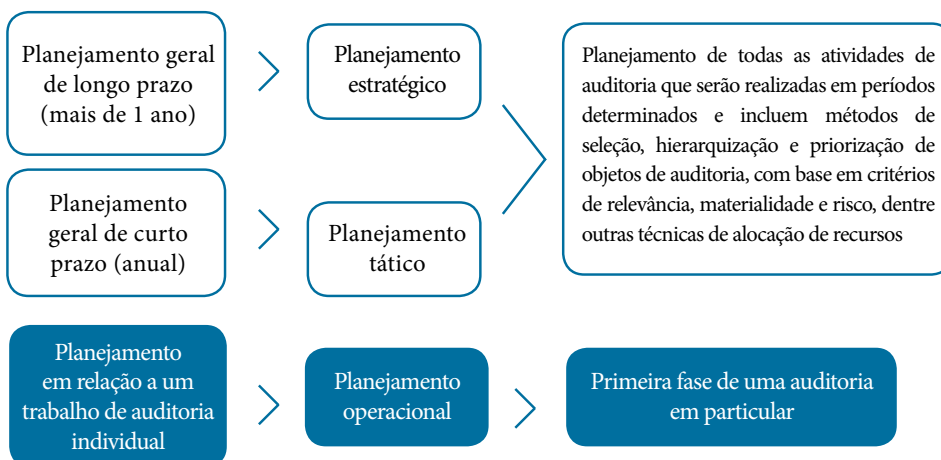 Planejamento geral
de longo prazo
(mais de 1 ano)
Planejamento
estratégico
Planejamento de todas as atividades de
auditoria que serão realizadas em períodos
determinados e incluem métodos de
seleção, hierarquização e priorização de
objetos de auditoria, com base em critérios
de relevância, materialidade e risco, dentre
outras técnicas de alocação de recursos
Planejamento
geral de curto
prazo (anual)
Planejamento
tático
Planejamento
em relação a um
trabalho de auditoria
individual
Planejamento
operacional
Primeira fase de uma auditoria
em particular